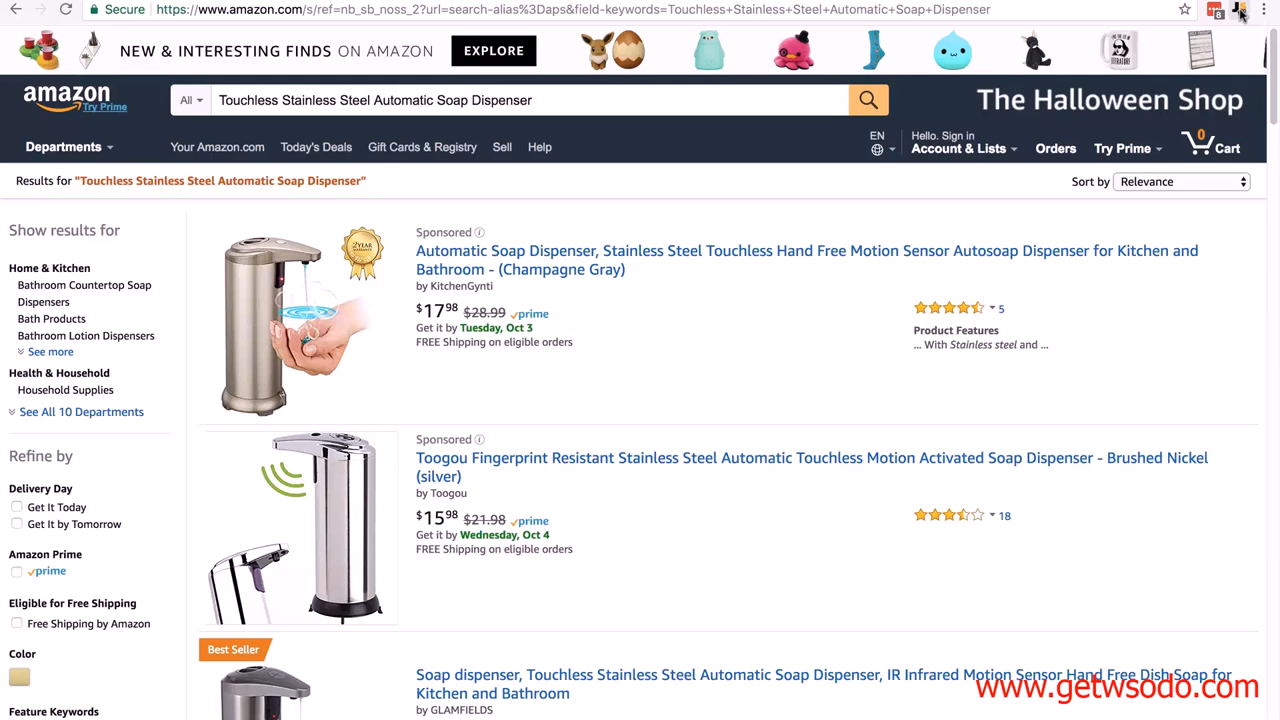 Secure https://www.amazon.com/s/ref=nb_sb_noss_2?url=search-alias%3Daps&field-keywords=Touchless+Stainless+Steel+Automatic+Soap+Dispenser
8
NEW & INTERESTING FINDS ON AMAZON EXPLORE
amazon
Try Prime
All Touchless Stainless Steel Automatic Soap Dispenser
The Halloween Shop
Departments Your Amazon.com Today's Deals Gift Cards & Registry Sell Help
EN
Hello. Sign in
Account & Lists Orders Try Prime 0 Cart
Results for "Touchless Stainless Steel Automatic Soap Dispenser" Sort by Relevance
Show results for
Home & Kitchen
Bathroom Countertop Soap
Dispensers
Bath Products
Bathroom Lotion Dispensers
See more
Health & Household
Household Supplies
See All 10 Departments
Refine by
Delivery Day
Get It Today
Get It by Tomorrow
Amazon Prime
prime
Eligible for Free Shipping
Free Shipping by Amazon
Color
Feature Keywords
2 YEAR
Sponsored
Automatic Soap Dispenser, Stainless Steel Touchless Hand Free Motion Sensor Autosoap Dispenser for Kitchen and
Bathroom - (Champagne Gray)
by KitchenGynti
$17 98 $28.99 prime
Get it by Tuesday, Oct 3
FREE Shipping on eligible orders
5
Product Features
... With Stainless steel and ...
Sponsored
Toogou Fingerprint Resistant Stainless Steel Automatic Touchless Motion Activated Soap Dispenser - Brushed Nickel
(silver)
by Toogou
$15 98 $21.98 prime
Get it by Wednesday, Oct 4
FREE Shipping on eligible orders
18
Best Seller
Soap dispenser, Touchless Stainless Steel Automatic Soap Dispenser, IR Infrared Motion Sensor Hand Free Dish Soap for
Kitchen and Bathroom
by GLAMFIELDS
www.getwsodo.com